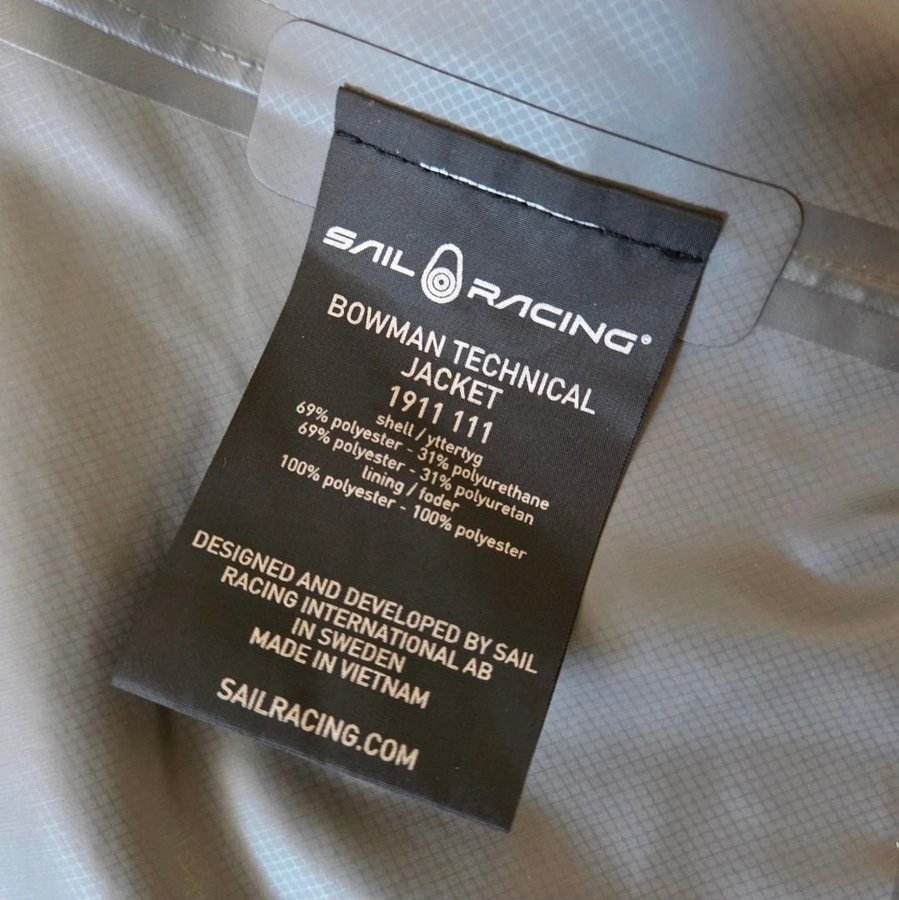 SAIL RACING®
BOWMAN TECHNICAL
JACKET
1911 111
shell / yttertyg
69% polyester - 31% polyurethane
69% polyester - 31% polyuretan
lining / foder
100% polyester - 100% polyester
DESIGNED AND DEVELOPED BY SAIL
RACING INTERNATIONAL AB
IN SWEDEN
MADE IN VIETNAM
SAILRACING.COM